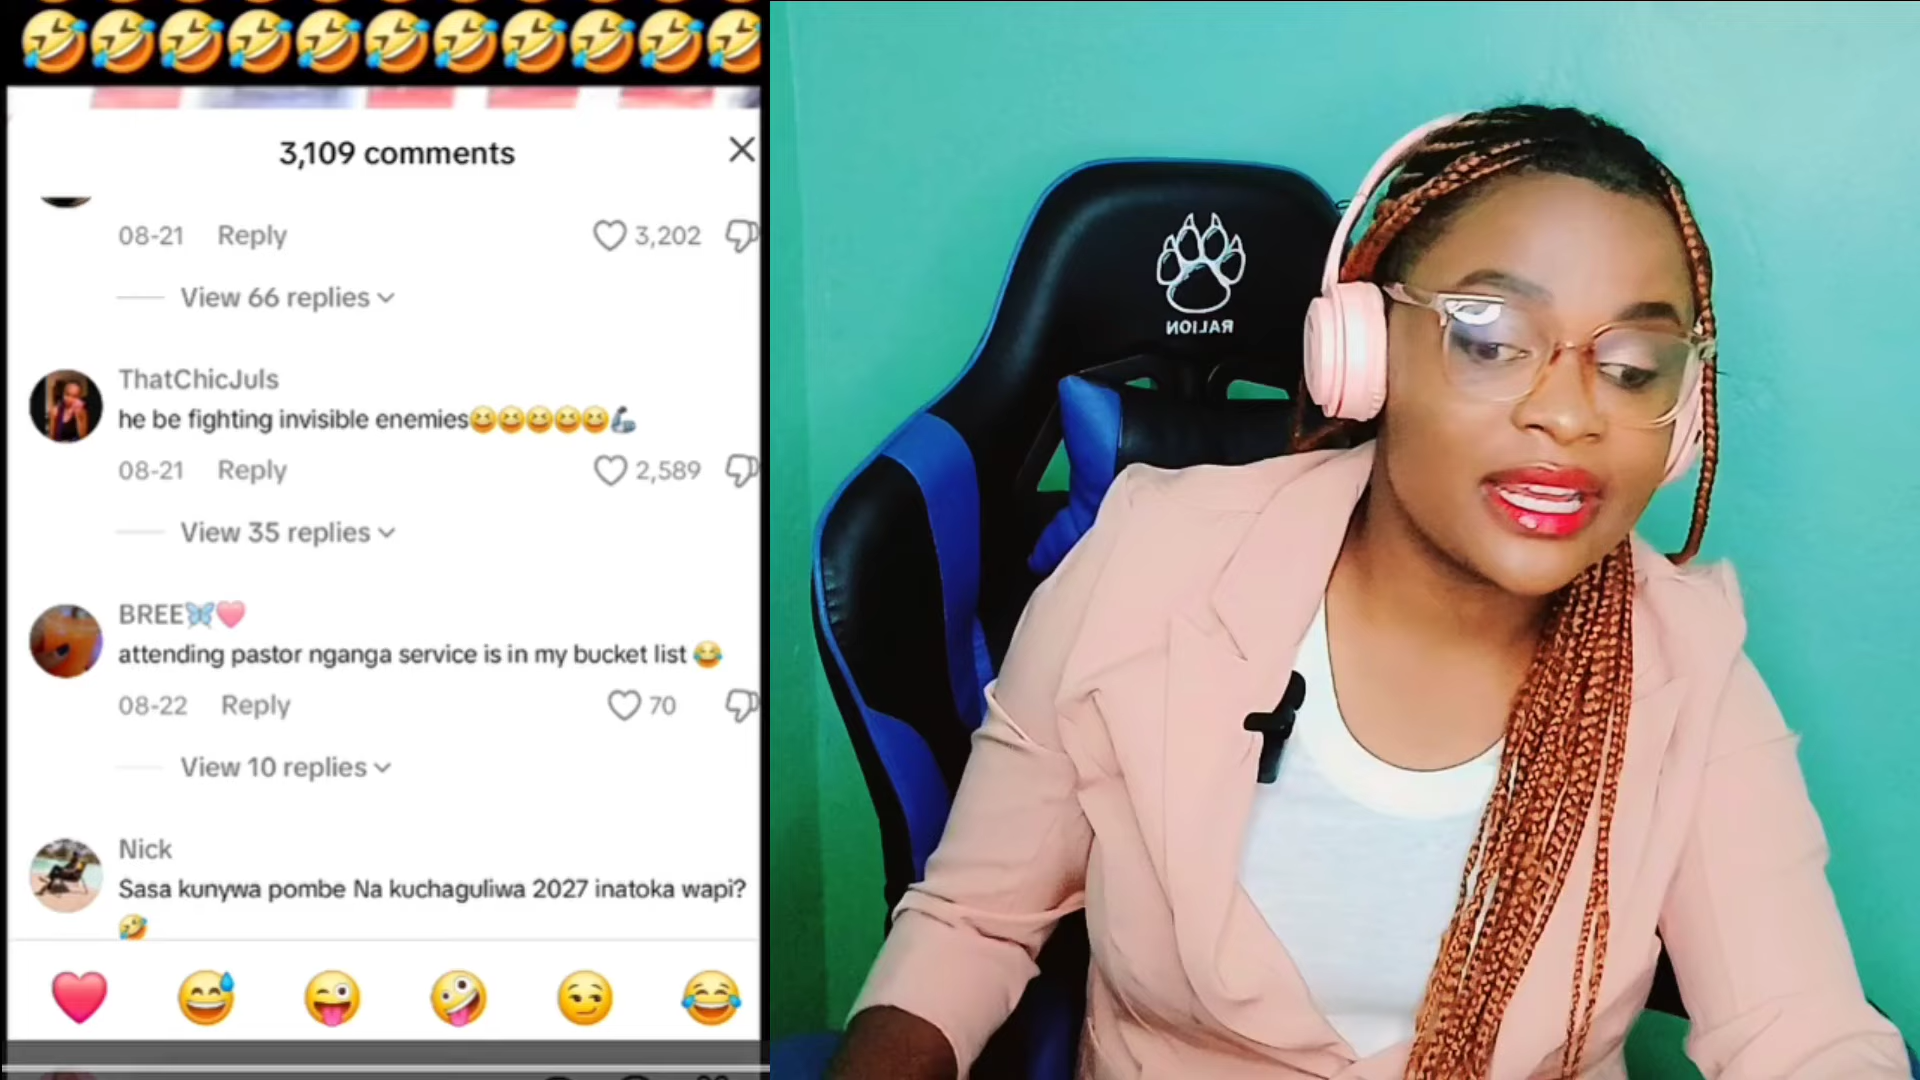 3,109 comments
08-21 Reply 3,202
View 66 replies
ThatChicJuls
he be fighting invisible enemies😆😆😆😆😆🦾
08-21 Reply 2,589
View 35 replies
BREE🦋🩷
attending pastor nganga service is in my bucket list 😂
08-22 Reply 70
View 10 replies
Nick
Sasa kunywa pombe Na kuchaguliwa 2027 inatoka wapi?
🤣
RALION